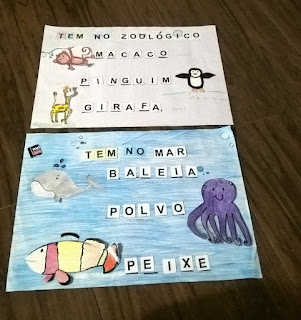 TEM NO ZOOLÓGICO
MACACO
PINGUIM
GIRAFA
TEM NO MAR
BALEIA
POLVO
PEIXE